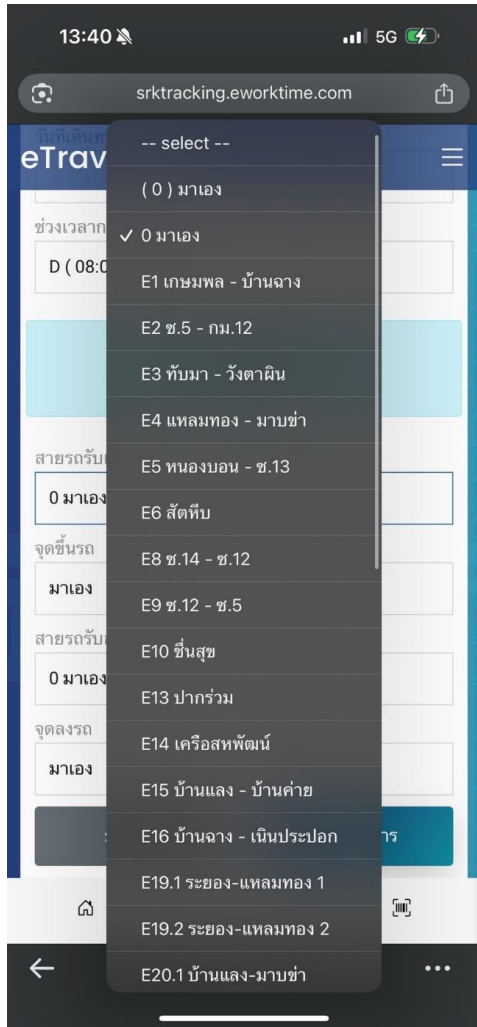 13:40
5G
srktracking.eworktime.com
วันที่เดินทาง
eTrav
-- select --
( 0 ) มาเอง
ช่วงเวลาก
✓ 0 มาเอง
D ( 08:0
E1 เกษมพล - บ้านฉาง
E2 ซ.5 - กม.12
E3 ทับมา - วังตาผิน
E4 แหลมทอง - มาบข่า
สายรถรับ
E5 หนองบอน - ซ.13
0 มาเอง
E6 สัตหีบ
จุดขึ้นรถ
E8 ซ.14 - ซ.12
มาเอง
E9 ซ.12 - ซ.5
สายรถรับ
E10 ชื่นสุข
0 มาเอง
E13 ปากร่วม
จุดลงรถ
E14 เครือสหพัฒน์
มาเอง
E15 บ้านแลง - บ้านค่าย
E16 บ้านฉาง - เนินประปอก
าร
E19.1 ระยอง-แหลมทอง 1
E19.2 ระยอง-แหลมทอง 2
E20.1 บ้านแลง-มาบข่า